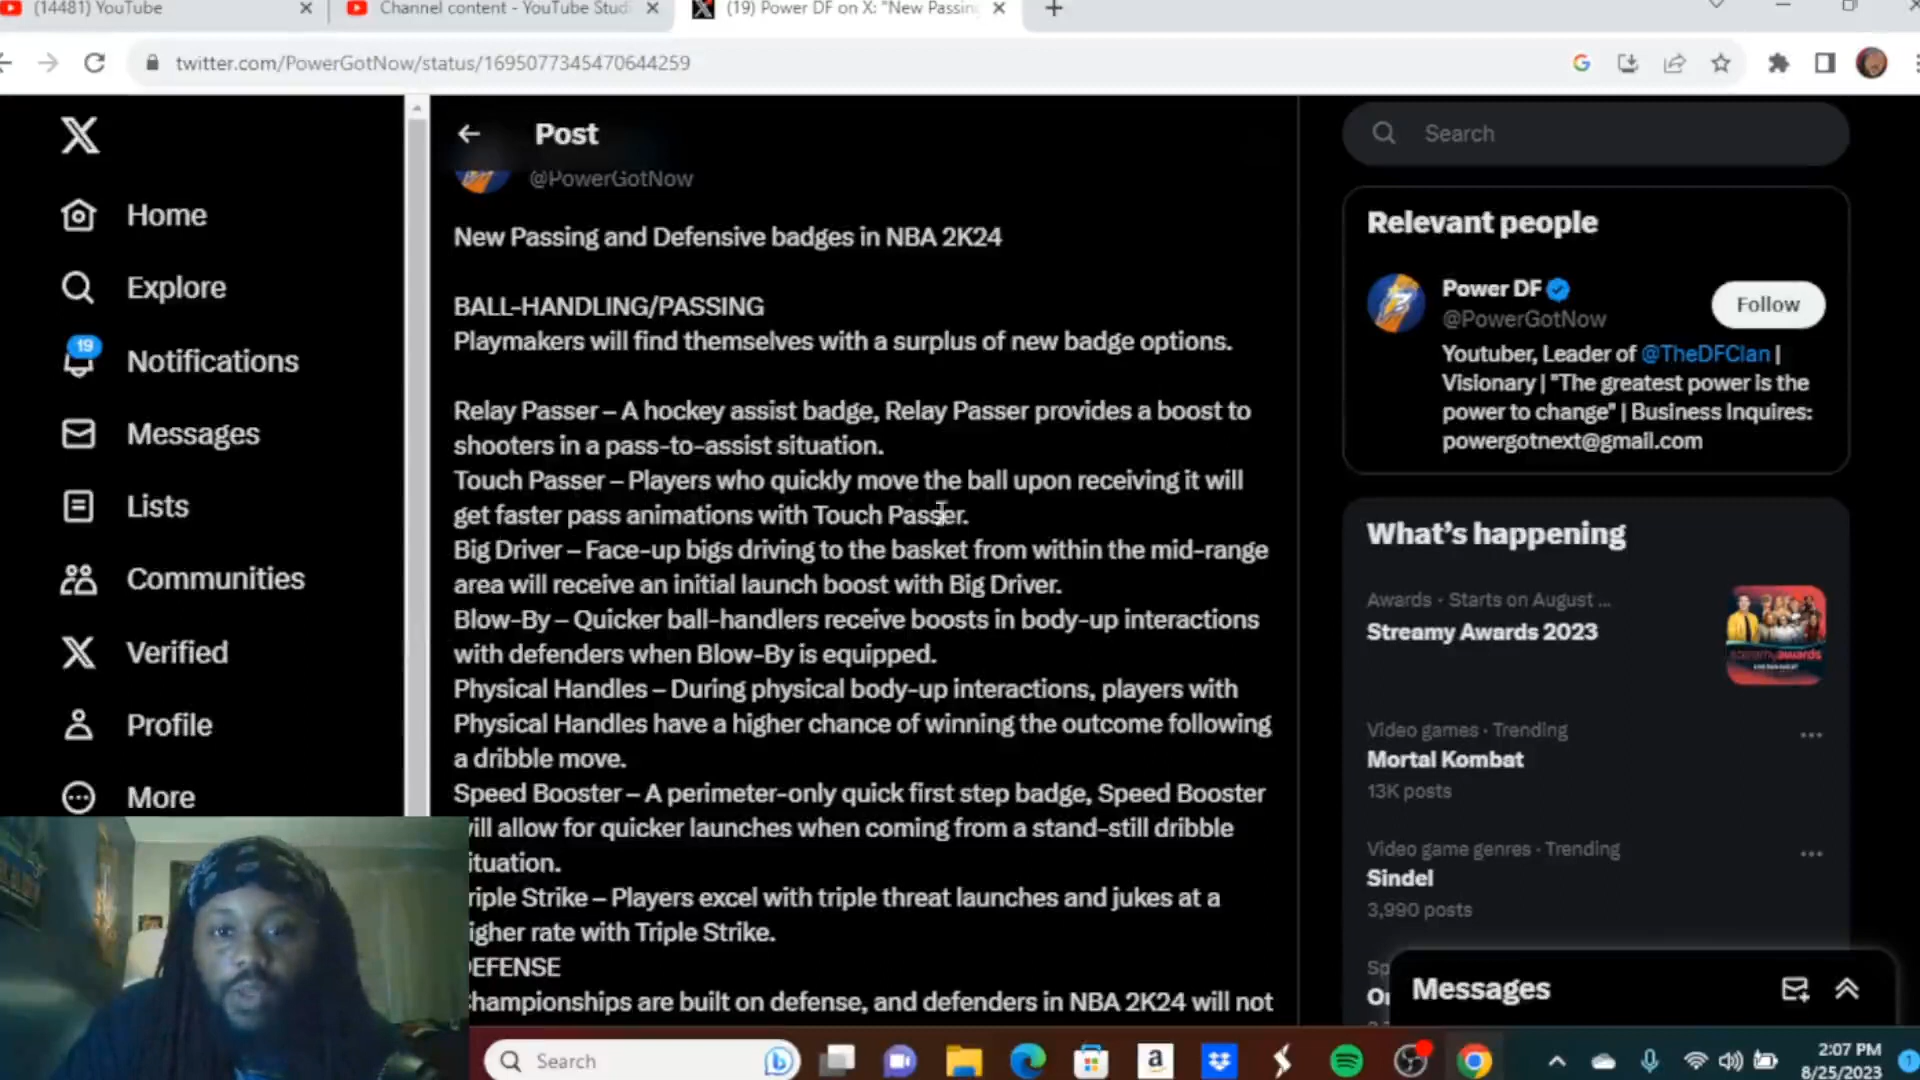 (14481) YouTube
Channel content - YouTube Studi
(19) Power DF on X: "New Passin
twitter.com/PowerGotNow/status/1695077345470644259
Home
Explore
19
Notifications
Messages
Lists
Communities
Verified
Profile
More
Post
@PowerGotNow
New Passing and Defensive badges in NBA 2K24
BALL-HANDLING/PASSING
Playmakers will find themselves with a surplus of new badge options.
Relay Passer – A hockey assist badge, Relay Passer provides a boost to
shooters in a pass-to-assist situation.
Touch Passer – Players who quickly move the ball upon receiving it will
get faster pass animations with Touch Passer.
Big Driver – Face-up bigs driving to the basket from within the mid-range
area will receive an initial launch boost with Big Driver.
Blow-By – Quicker ball-handlers receive boosts in body-up interactions
with defenders when Blow-By is equipped.
Physical Handles – During physical body-up interactions, players with
Physical Handles have a higher chance of winning the outcome following
a dribble move.
Speed Booster – A perimeter-only quick first step badge, Speed Booster
ill allow for quicker launches when coming from a stand-still dribble
ituation.
riple Strike – Players excel with triple threat launches and jukes at a
igher rate with Triple Strike.
EFENSE
hampionships are built on defense, and defenders in NBA 2K24 will not
Search
Relevant people
Power DF
@PowerGotNow
Follow
Youtuber, Leader of @TheDFClan |
Visionary | "The greatest power is the
power to change" | Business Inquires:
powergotnext@gmail.com
What's happening
Awards · Starts on August ...
Streamy Awards 2023
Video games · Trending
Mortal Kombat
13K posts
Video game genres · Trending
Sindel
3,990 posts
Messages
Search
2:07 PM
8/25/2023
1